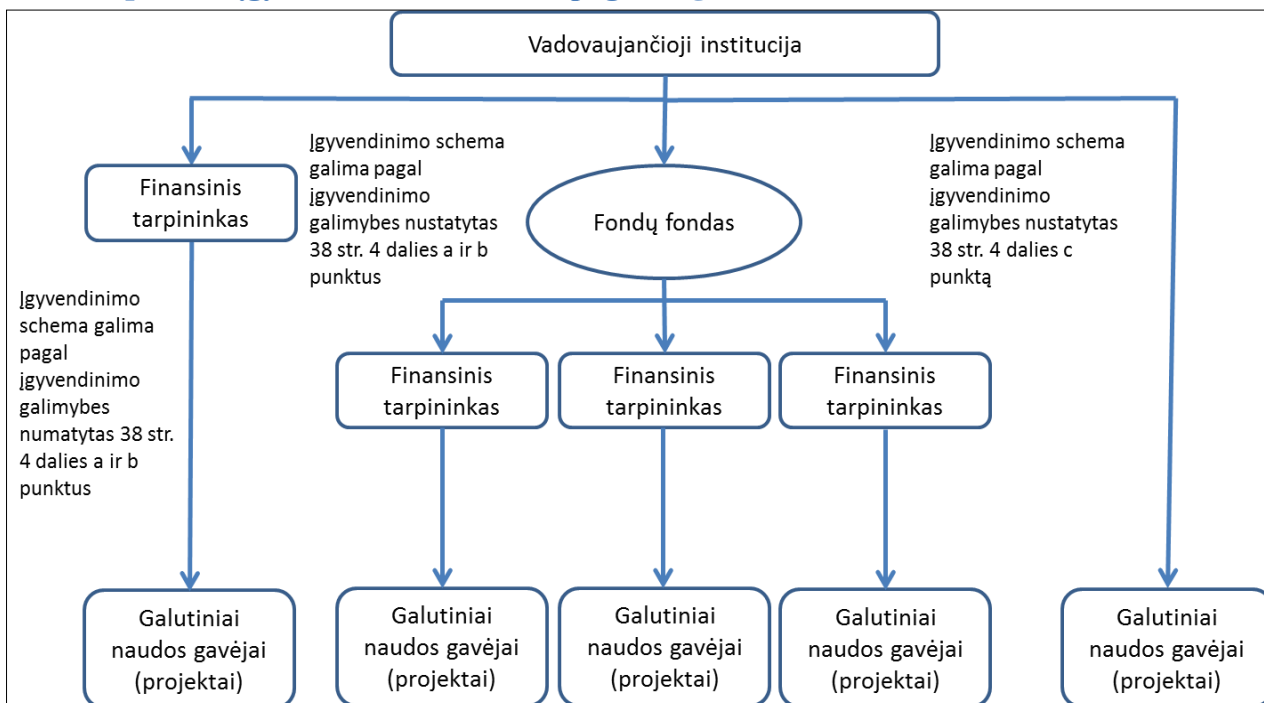 Vadovaujančioji institucija
Įgyvendinimo schema
galima pagal
įgyvendinimo
galimybes nustatytas
38 str. 4 dalies a ir b
punktus
Įgyvendinimo schema
galima pagal
įgyvendinimo
galimybes nustatytas
38 str. 4 dalies c
punktą
Finansinis
tarpininkas
Fondų fondas
Įgyvendinimo
schema galima
pagal
įgyvendinimo
galimybes
numatytas 38 str.
4 dalies a ir b
punktus
Finansinis
tarpininkas
Finansinis
tarpininkas
Finansinis
tarpininkas
Galutiniai
naudos gavėjai
(projektai)
Galutiniai
naudos gavėjai
(projektai)
Galutiniai
naudos gavėjai
(projektai)
Galutiniai
naudos gavėjai
(projektai)
Galutiniai
naudos gavėjai
(projektai)